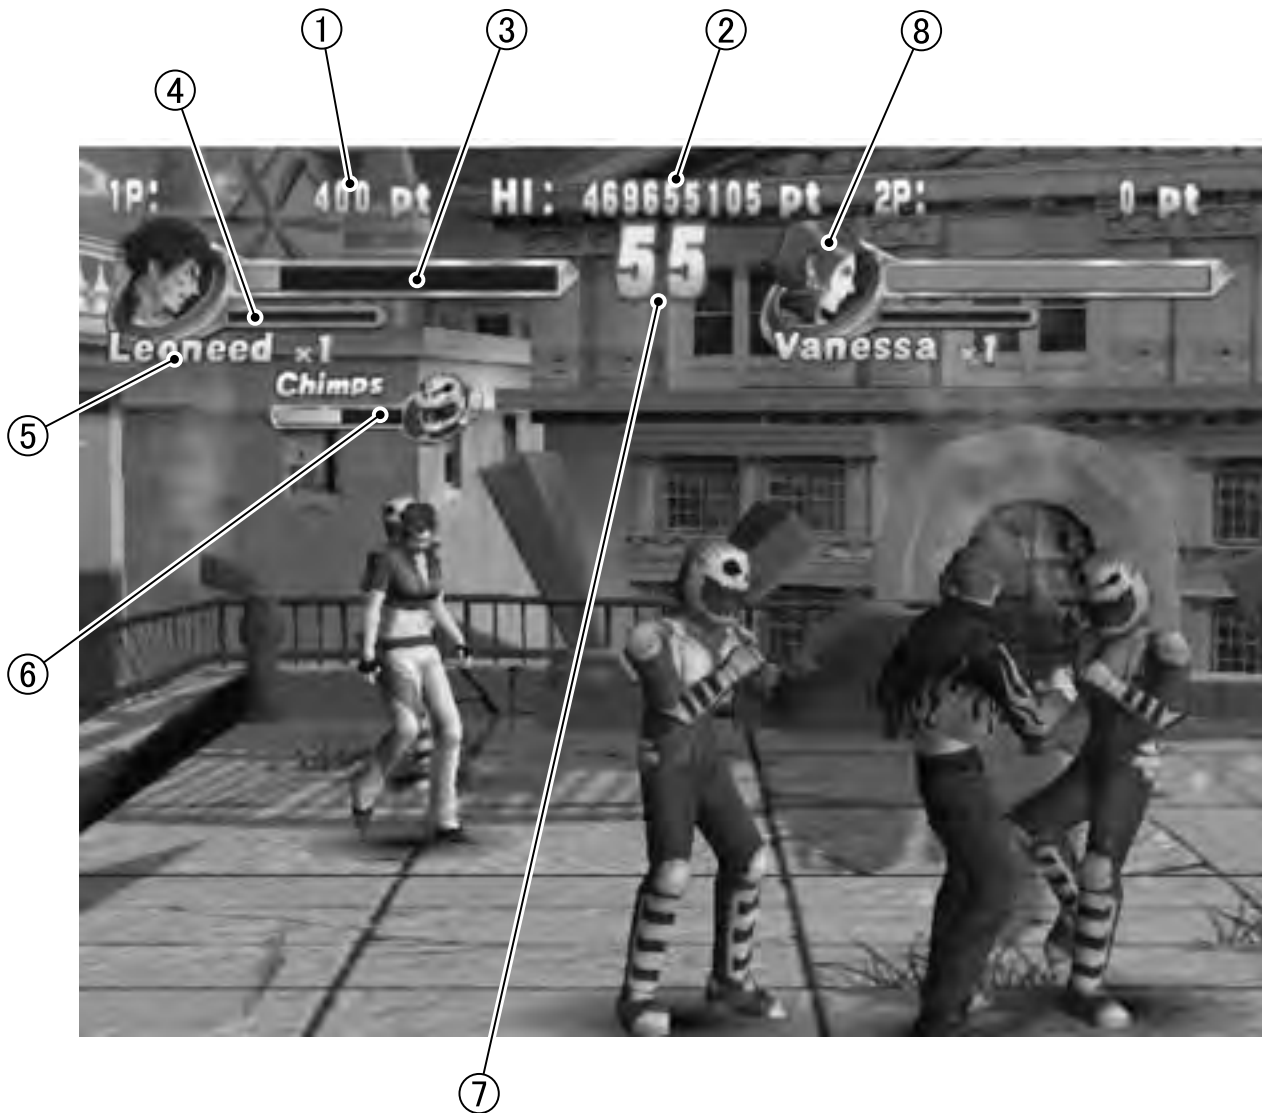 ① ③ ② ⑧
④
1P: 400 pt HI: 469655105 pt 2P: 0 pt
55
Leoneed ×1 Vanessa ×1
Chimps
⑤
⑥
⑦